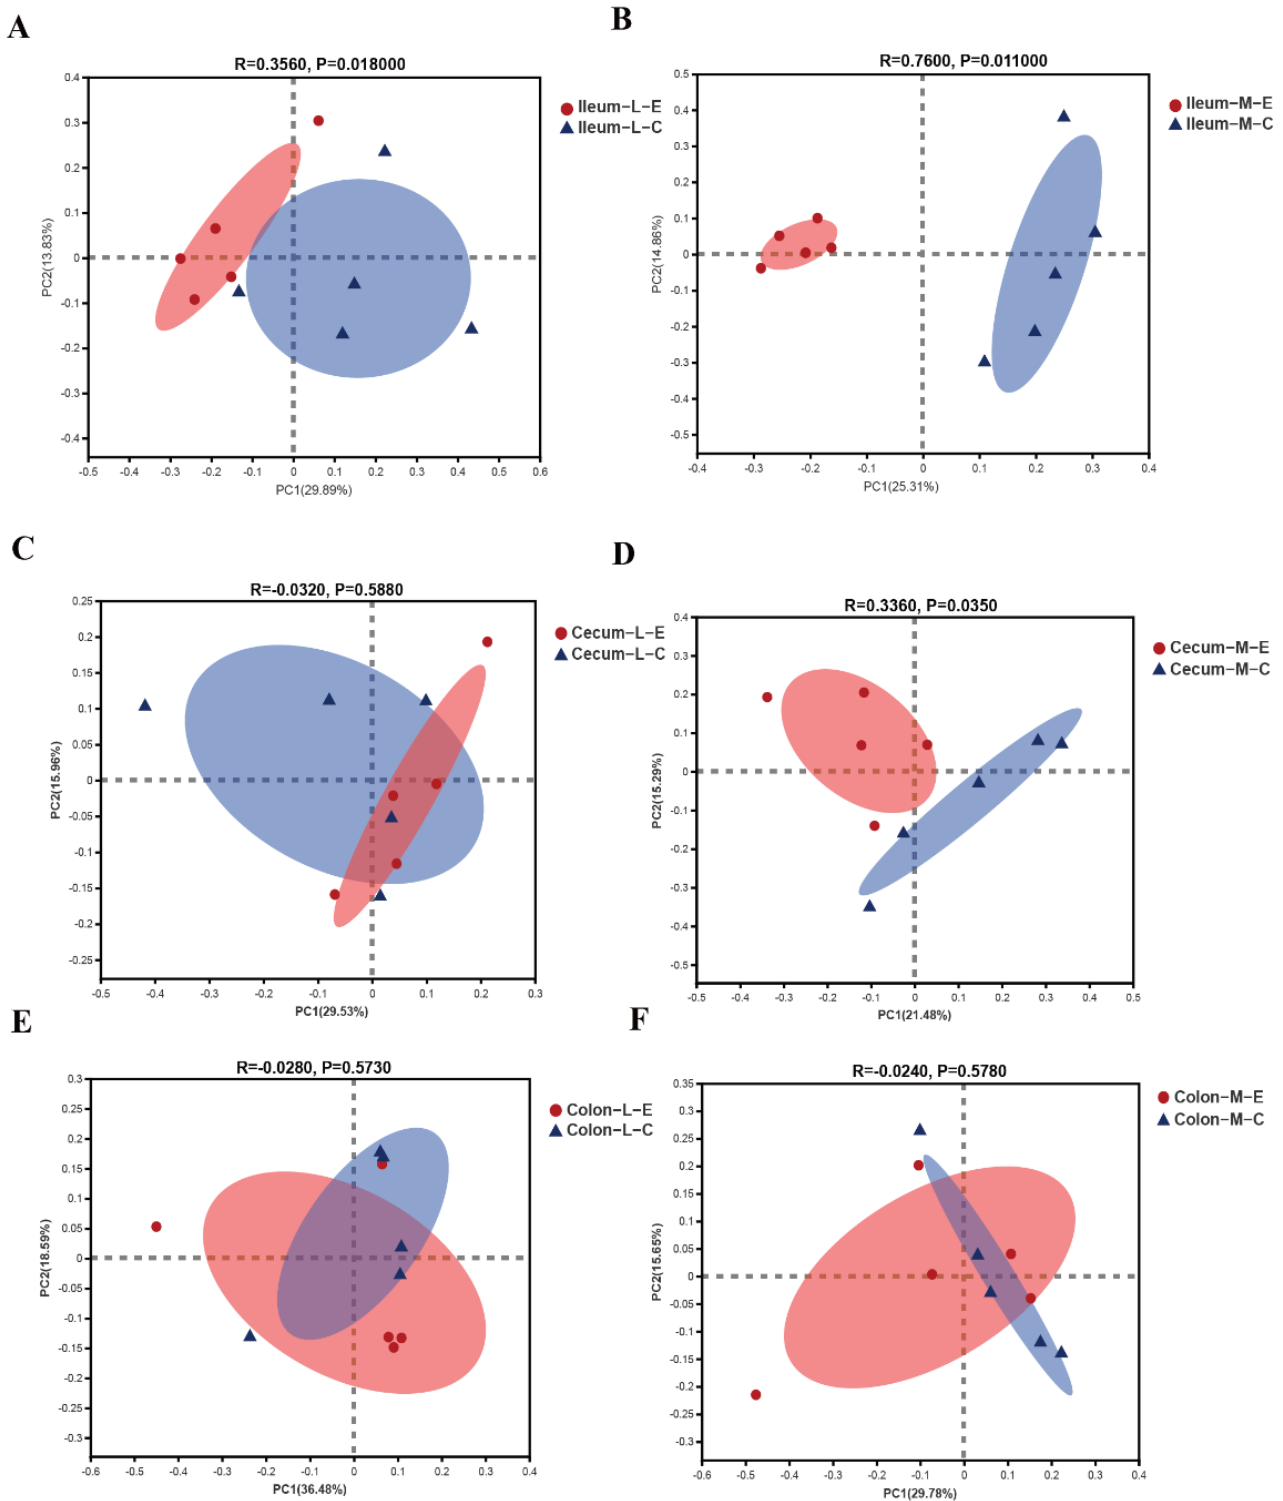 A
R=0.3560, P=0.018000
0.4
0.3
0.2
0.1
0
-0.1
-0.2
-0.3
-0.4
PC2(13.83%)
-0.5 -0.4 -0.3 -0.2 -0.1 0 0.1 0.2 0.3 0.4 0.5 0.6
PC1(29.89%)
Ileum-L-E
Ileum-L-C
B
R=0.7600, P=0.011000
0.5
0.4
0.3
0.2
0.1
0
-0.1
-0.2
-0.3
-0.4
-0.5
PC2(14.86%)
-0.4 -0.3 -0.2 -0.1 0 0.1 0.2 0.3 0.4
PC1(25.31%)
Ileum-M-E
Ileum-M-C
C
R=-0.0320, P=0.5880
0.25
0.2
0.15
0.1
0.05
0
-0.05
-0.1
-0.15
-0.2
-0.25
PC2(15.96%)
-0.5 -0.4 -0.3 -0.2 -0.1 0 0.1 0.2 0.3
PC1(29.53%)
Cecum-L-E
Cecum-L-C
D
R=0.3360, P=0.0350
0.4
0.3
0.2
0.1
0
-0.1
-0.2
-0.3
-0.4
-0.5
PC2(15.29%)
-0.5 -0.4 -0.3 -0.2 -0.1 0 0.1 0.2 0.3 0.4 0.5
PC1(21.48%)
Cecum-M-E
Cecum-M-C
E
R=-0.0280, P=0.5730
0.3
0.25
0.2
0.15
0.1
0.05
0
-0.05
-0.1
-0.15
-0.2
-0.25
-0.3
PC2(18.59%)
-0.6 -0.5 -0.4 -0.3 -0.2 -0.1 0 0.1 0.2 0.3 0.4
PC1(36.48%)
Colon-L-E
Colon-L-C
F
R=-0.0240, P=0.5780
0.35
0.3
0.25
0.2
0.15
0.1
0.05
0
-0.05
-0.1
-0.15
-0.2
-0.25
-0.3
PC2(15.65%)
-0.6 -0.5 -0.4 -0.3 -0.2 -0.1 0 0.1 0.2 0.3 0.4
PC1(29.78%)
Colon-M-E
Colon-M-C